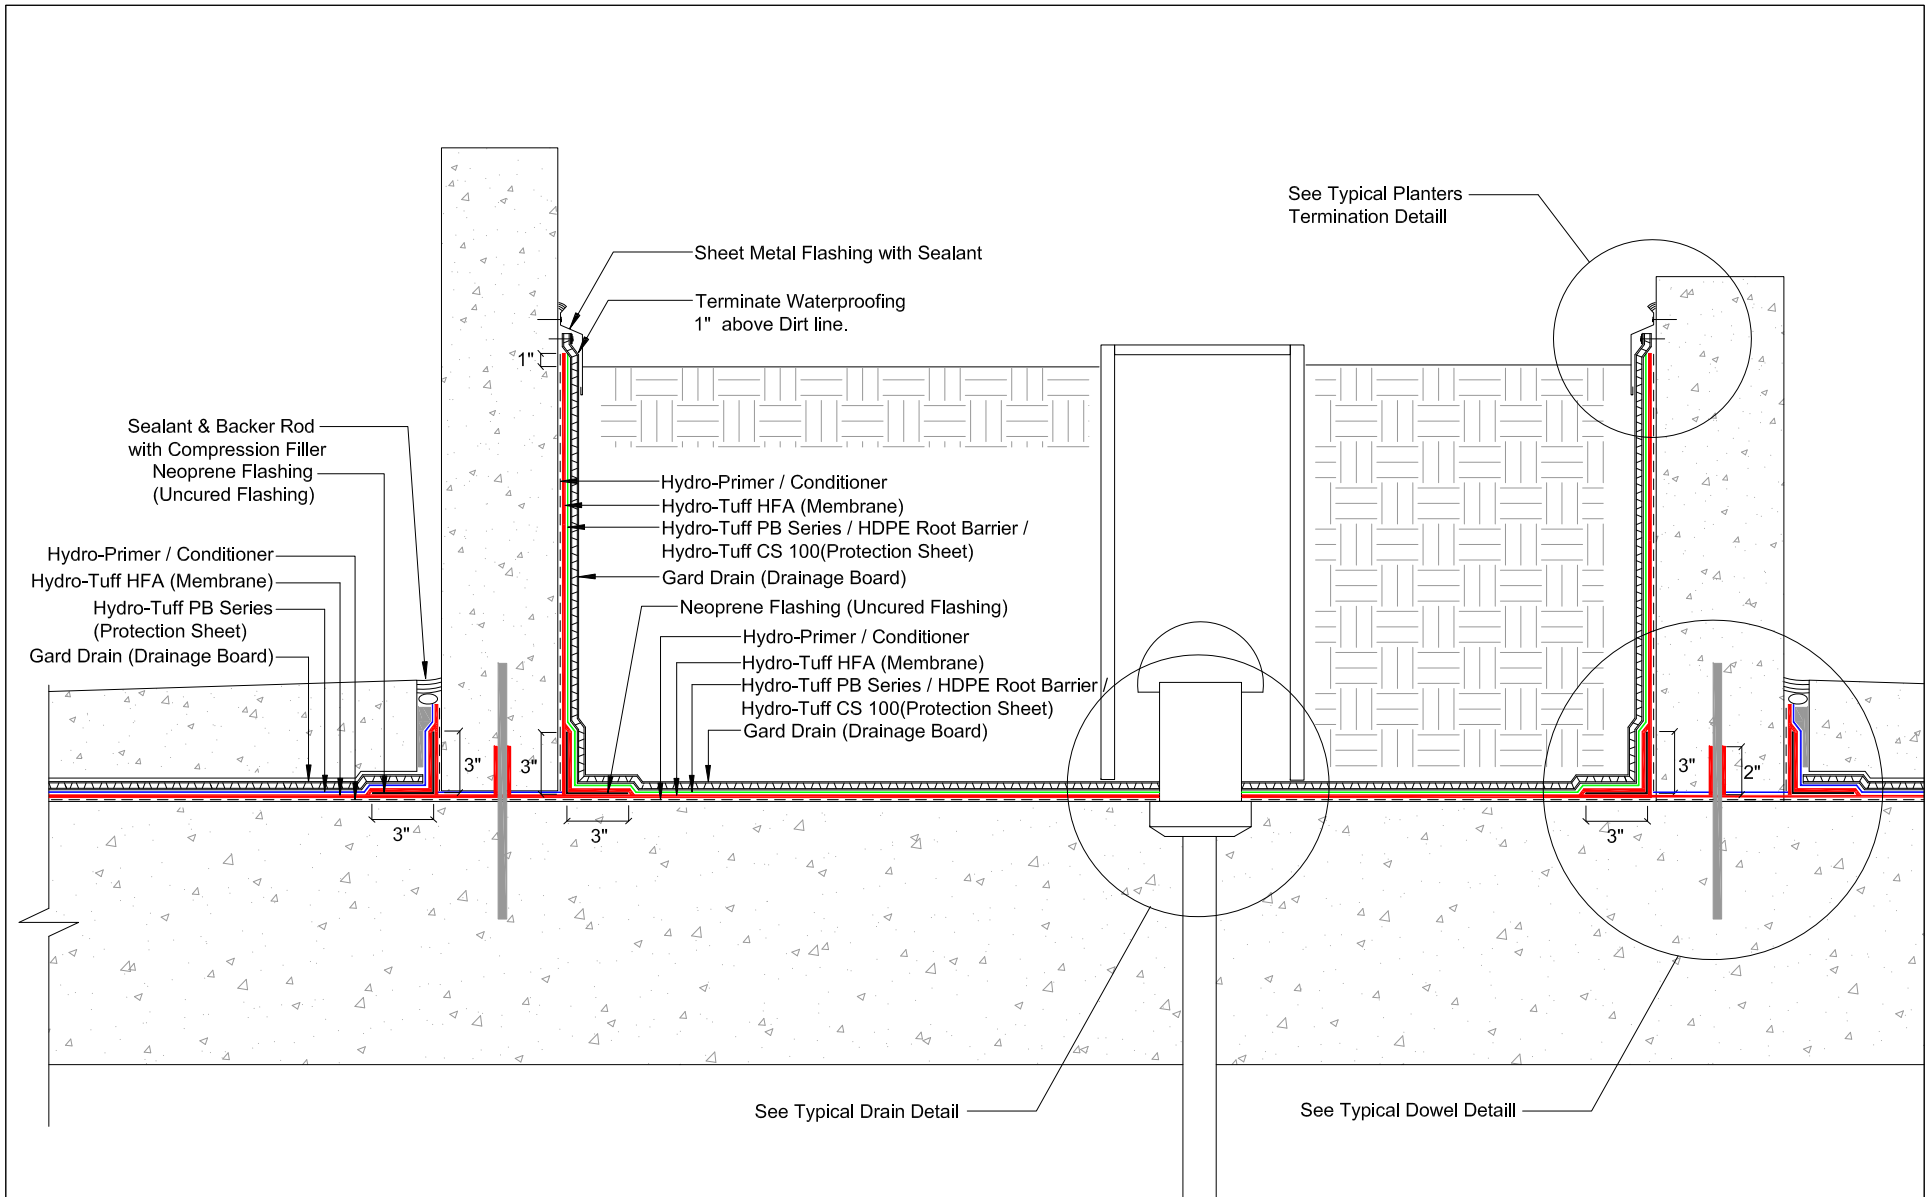 See Typical Planters
Termination Detaill
Sheet Metal Flashing with Sealant
Terminate Waterproofing
1" above Dirt line.
1"
Sealant & Backer Rod
with Compression Filler
Neoprene Flashing
(Uncured Flashing)
Hydro-Primer / Conditioner
Hydro-Tuff HFA (Membrane)
Hydro-Tuff PB Series
(Protection Sheet)
Gard Drain (Drainage Board)
Hydro-Primer / Conditioner
Hydro-Tuff HFA (Membrane)
Hydro-Tuff PB Series / HDPE Root Barrier /
Hydro-Tuff CS 100(Protection Sheet)
Gard Drain (Drainage Board)
Neoprene Flashing (Uncured Flashing)
Hydro-Primer / Conditioner
Hydro-Tuff HFA (Membrane)
Hydro-Tuff PB Series / HDPE Root Barrier /
Hydro-Tuff CS 100(Protection Sheet)
Gard Drain (Drainage Board)
3"
3"
3"
2"
3"
3"
3"
See Typical Drain Detail
See Typical Dowel Detaill